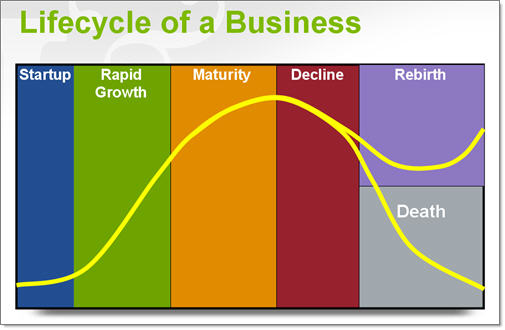 Lifecycle of a Business
Startup
Rapid
Growth
Maturity
Decline
Rebirth
Death